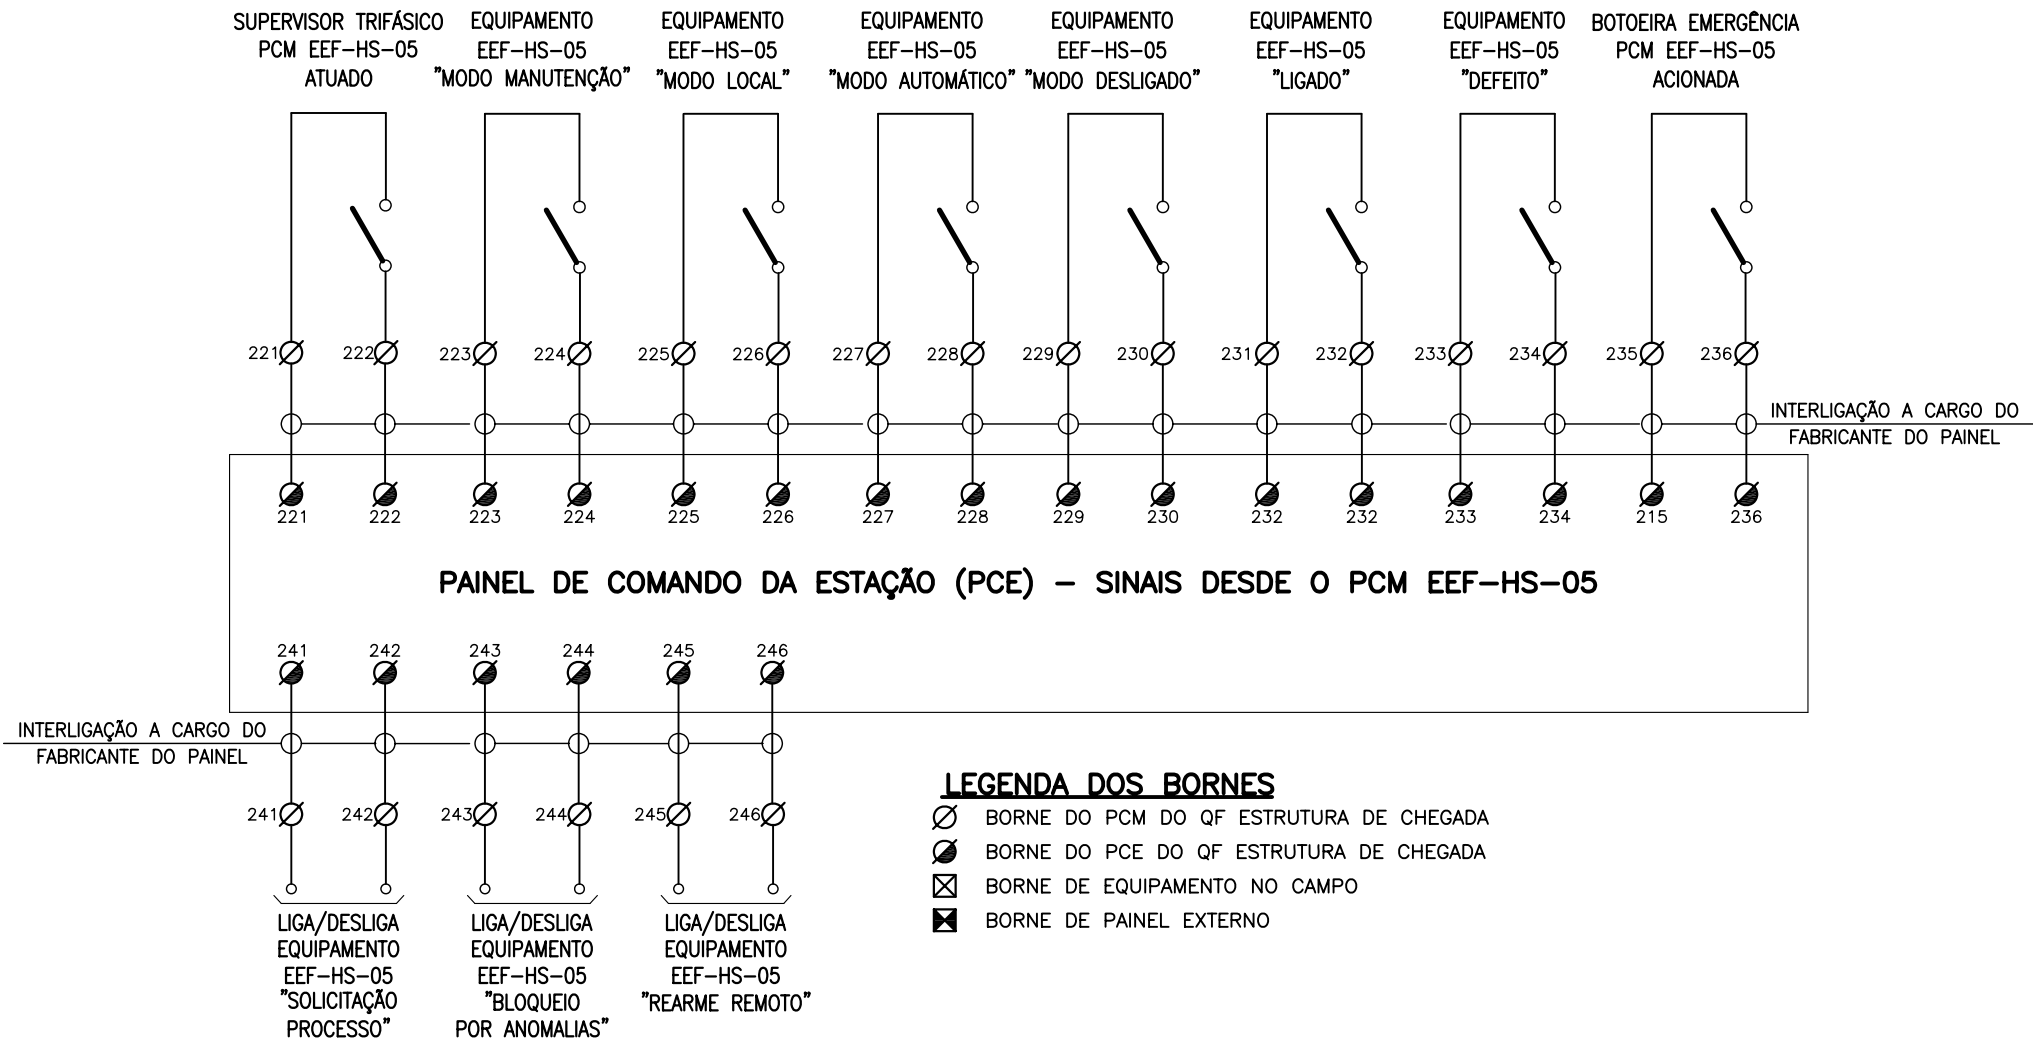 SUPERVISOR TRIFÁSICO
PCM EEF-HS-05
ATUADO
EQUIPAMENTO
EEF-HS-05
"MODO MANUTENÇÃO"
EQUIPAMENTO
EEF-HS-05
"MODO LOCAL"
EQUIPAMENTO
EEF-HS-05
"MODO AUTOMÁTICO"
EQUIPAMENTO
EEF-HS-05
"MODO DESLIGADO"
EQUIPAMENTO
EEF-HS-05
"LIGADO"
EQUIPAMENTO
EEF-HS-05
"DEFEITO"
BOTOEIRA EMERGÊNCIA
PCM EEF-HS-05
ACIONADA
221 222 223 224 225 226 227 228 229 230 231 232 233 234 235 236
INTERLIGAÇÃO A CARGO DO
FABRICANTE DO PAINEL
221 222 223 224 225 226 227 228 229 230 232 232 233 234 215 236
PAINEL DE COMANDO DA ESTAÇÃO (PCE) - SINAIS DESDE O PCM EEF-HS-05
241 242 243 244 245 246
INTERLIGAÇÃO A CARGO DO
FABRICANTE DO PAINEL
241 242 243 244 245 246
LIGA/DESLIGA
EQUIPAMENTO
EEF-HS-05
"SOLICITAÇÃO
PROCESSO"
LIGA/DESLIGA
EQUIPAMENTO
EEF-HS-05
"BLOQUEIO
POR ANOMALIAS"
LIGA/DESLIGA
EQUIPAMENTO
EEF-HS-05
"REARME REMOTO"
LEGENDA DOS BORNES
BORNE DO PCM DO QF ESTRUTURA DE CHEGADA
BORNE DO PCE DO QF ESTRUTURA DE CHEGADA
BORNE DE EQUIPAMENTO NO CAMPO
BORNE DE PAINEL EXTERNO